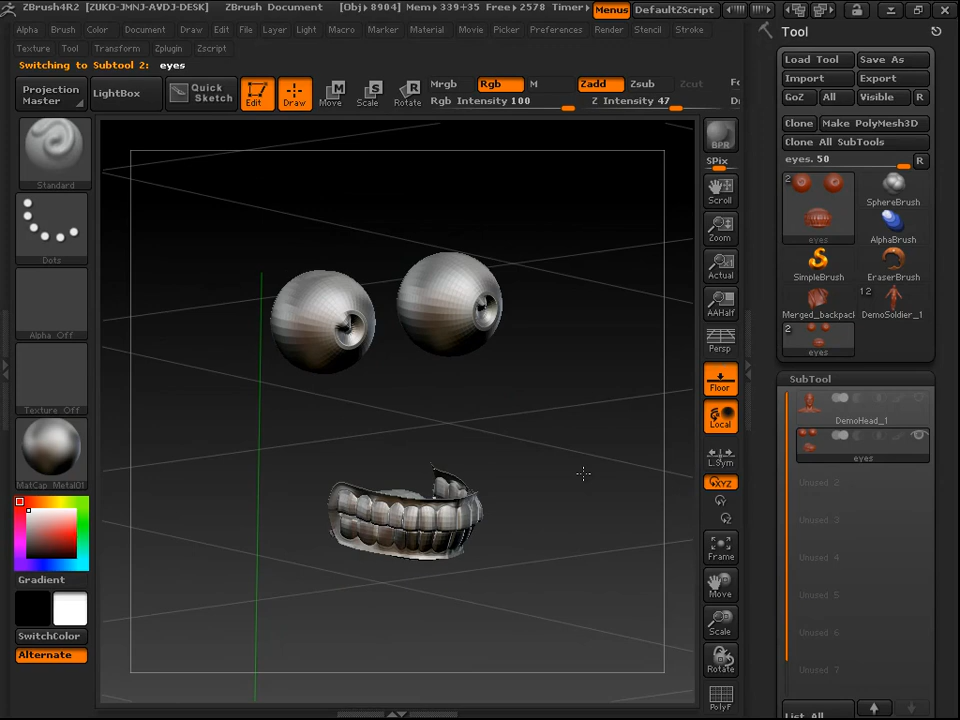 ZBrush4R2 [ZUKO-JMNJ-AVDJ-DESK] ZBrush Document [Obj▸8904] Mem▸339+35 Free▸2578 Timer▸ Menus DefaultZScript
Alpha Brush Color Document Draw Edit File Layer Light Macro Marker Material Movie Picker Preferences Render Stencil Stroke
Texture Tool Transform Zplugin Zscript
Switching to Subtool 2: eyes
Projection Master
LightBox
Quick Sketch
Edit Draw Move Scale Rotate
Mrgb Rgb M Zadd Zsub Zcut
Rgb Intensity 100 Z Intensity 47
Standard
Dots
Alpha Off
Texture Off
MatCap Metal01
Gradient
SwitchColor
Alternate
BPR
SPix
Scroll
Zoom
Actual
AAHalf
Persp
Floor
Local
L.Sym
XYZ
Frame
Move
Scale
Rotate
PolyF
Tool
Load Tool Save As
Import Export
GoZ All Visible R
Clone Make PolyMesh3D
Clone All SubTools
eyes. 50 R
2
eyes
SphereBrush
AlphaBrush
SimpleBrush EraserBrush
12
Merged_backpack DemoSoldier_1
2
eyes
SubTool
DemoHead_1
eyes
Unused 2
Unused 3
Unused 4
Unused 5
Unused 6
Unused 7
List All